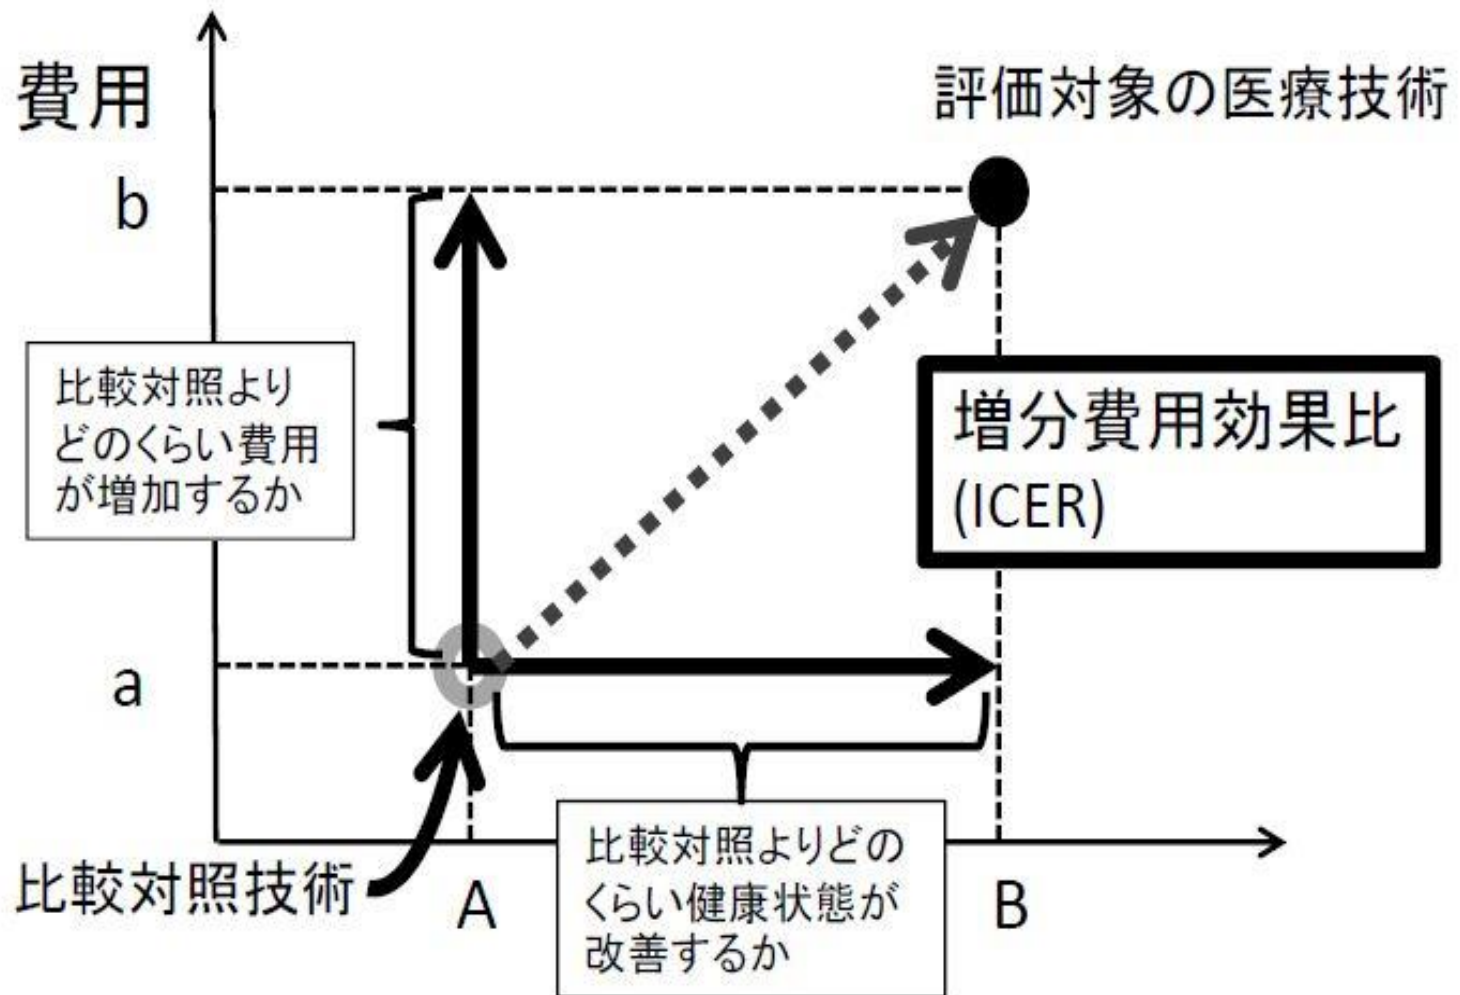 費用
評価対象の医療技術
b
比較対照より
どのくらい費用
が増加するか
増分費用効果比
(ICER)
a
比較対照技術
A
比較対照よりどの
くらい健康状態が
改善するか
B